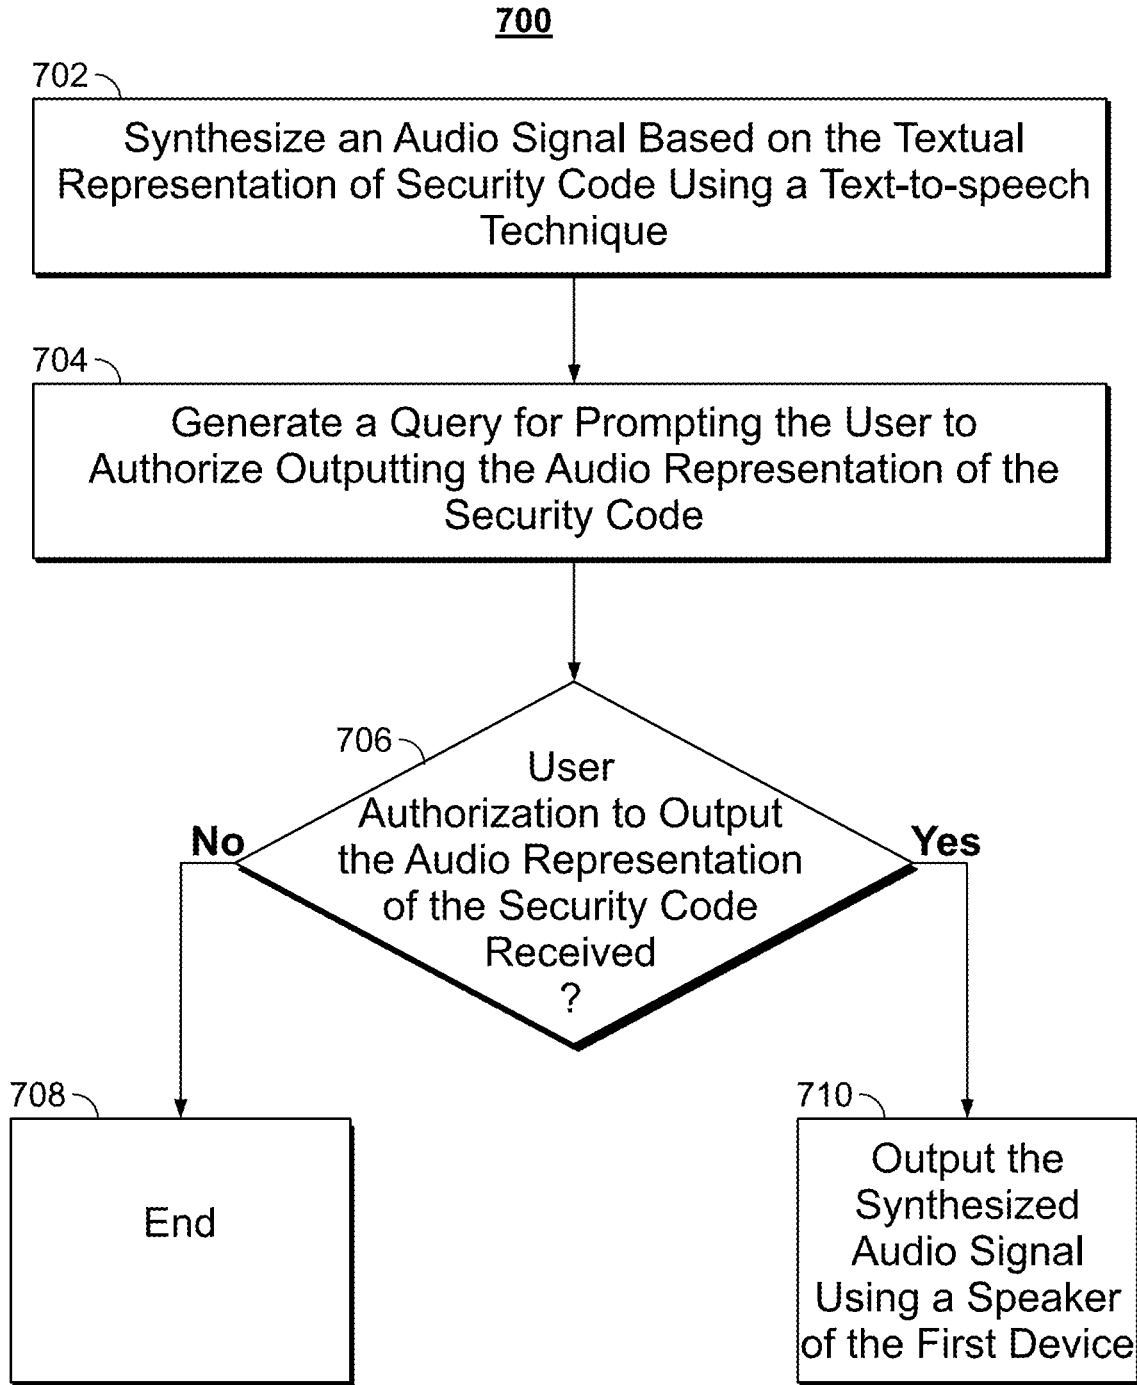 700
702
Synthesize an Audio Signal Based on the Textual
Representation of Security Code Using a Text-to-speech
Technique
704
Generate a Query for Prompting the User to
Authorize Outputting the Audio Representation of the
Security Code
706
User
Authorization to Output
the Audio Representation
of the Security Code
Received
?
No
Yes
708
End
710
Output the
Synthesized
Audio Signal
Using a Speaker
of the First Device